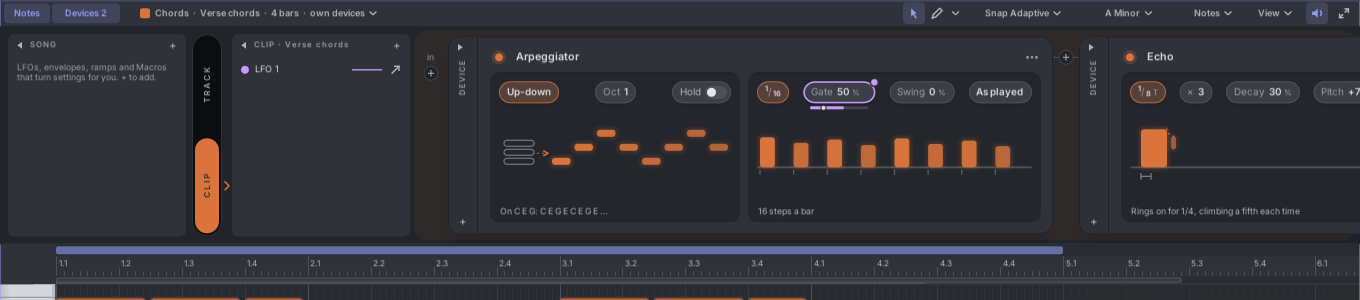 Notes Devices 2 Chords · Verse chords · 4 bars · own devices Snap Adaptive A Minor Notes View
SONG +
LFOs, envelopes, ramps and Macros
that turn settings for you. + to add.
TRACK
CLIP
CLIP · Verse chords +
LFO 1
in
+
DEVICE
+
Arpeggiator
Up-down Oct 1 Hold
On C E G: C E G E C E G E ...
1/16 Gate 50 % Swing 0 % As played
16 steps a bar
+
DEVICE
+
Echo
1/8 T × 3 Decay 30 % Pitch +7
Rings on for 1/4, climbing a fifth each time
1.1 1.2 1.3 1.4 2.1 2.2 2.3 2.4 3.1 3.2 3.3 3.4 4.1 4.2 4.3 4.4 5.1 5.2 5.3 5.4 6.1